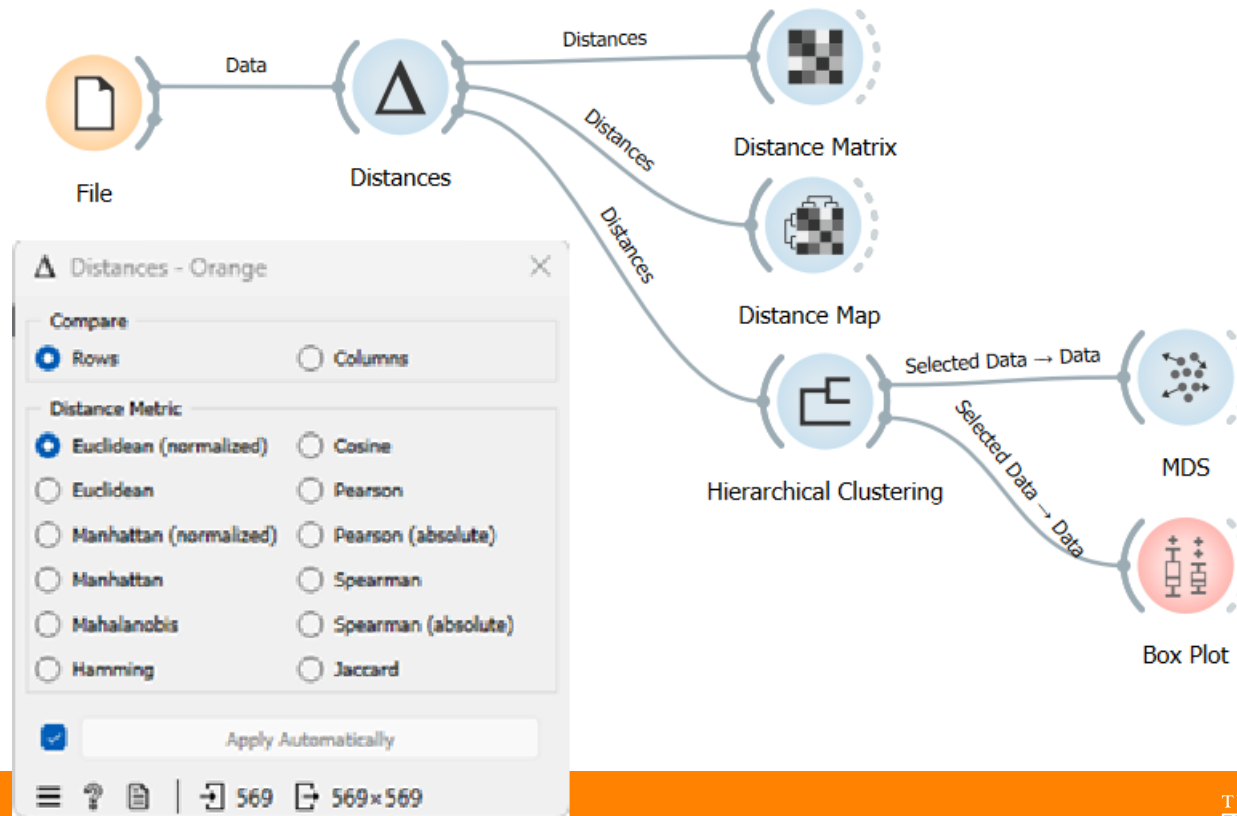 Distances
Data
Distances
Distance Matrix
Distances
File
Distances
Distance Map
Distances - Orange
Compare
Rows
Columns
Selected Data → Data
Distance Metric
Euclidean (normalized)
Cosine
Selected Data → Data
MDS
Euclidean
Pearson
Hierarchical Clustering
Manhattan (normalized)
Pearson (absolute)
Manhattan
Spearman
Mahalanobis
Spearman (absolute)
Hamming
Jaccard
Box Plot
Apply Automatically
? 569 569×569
T